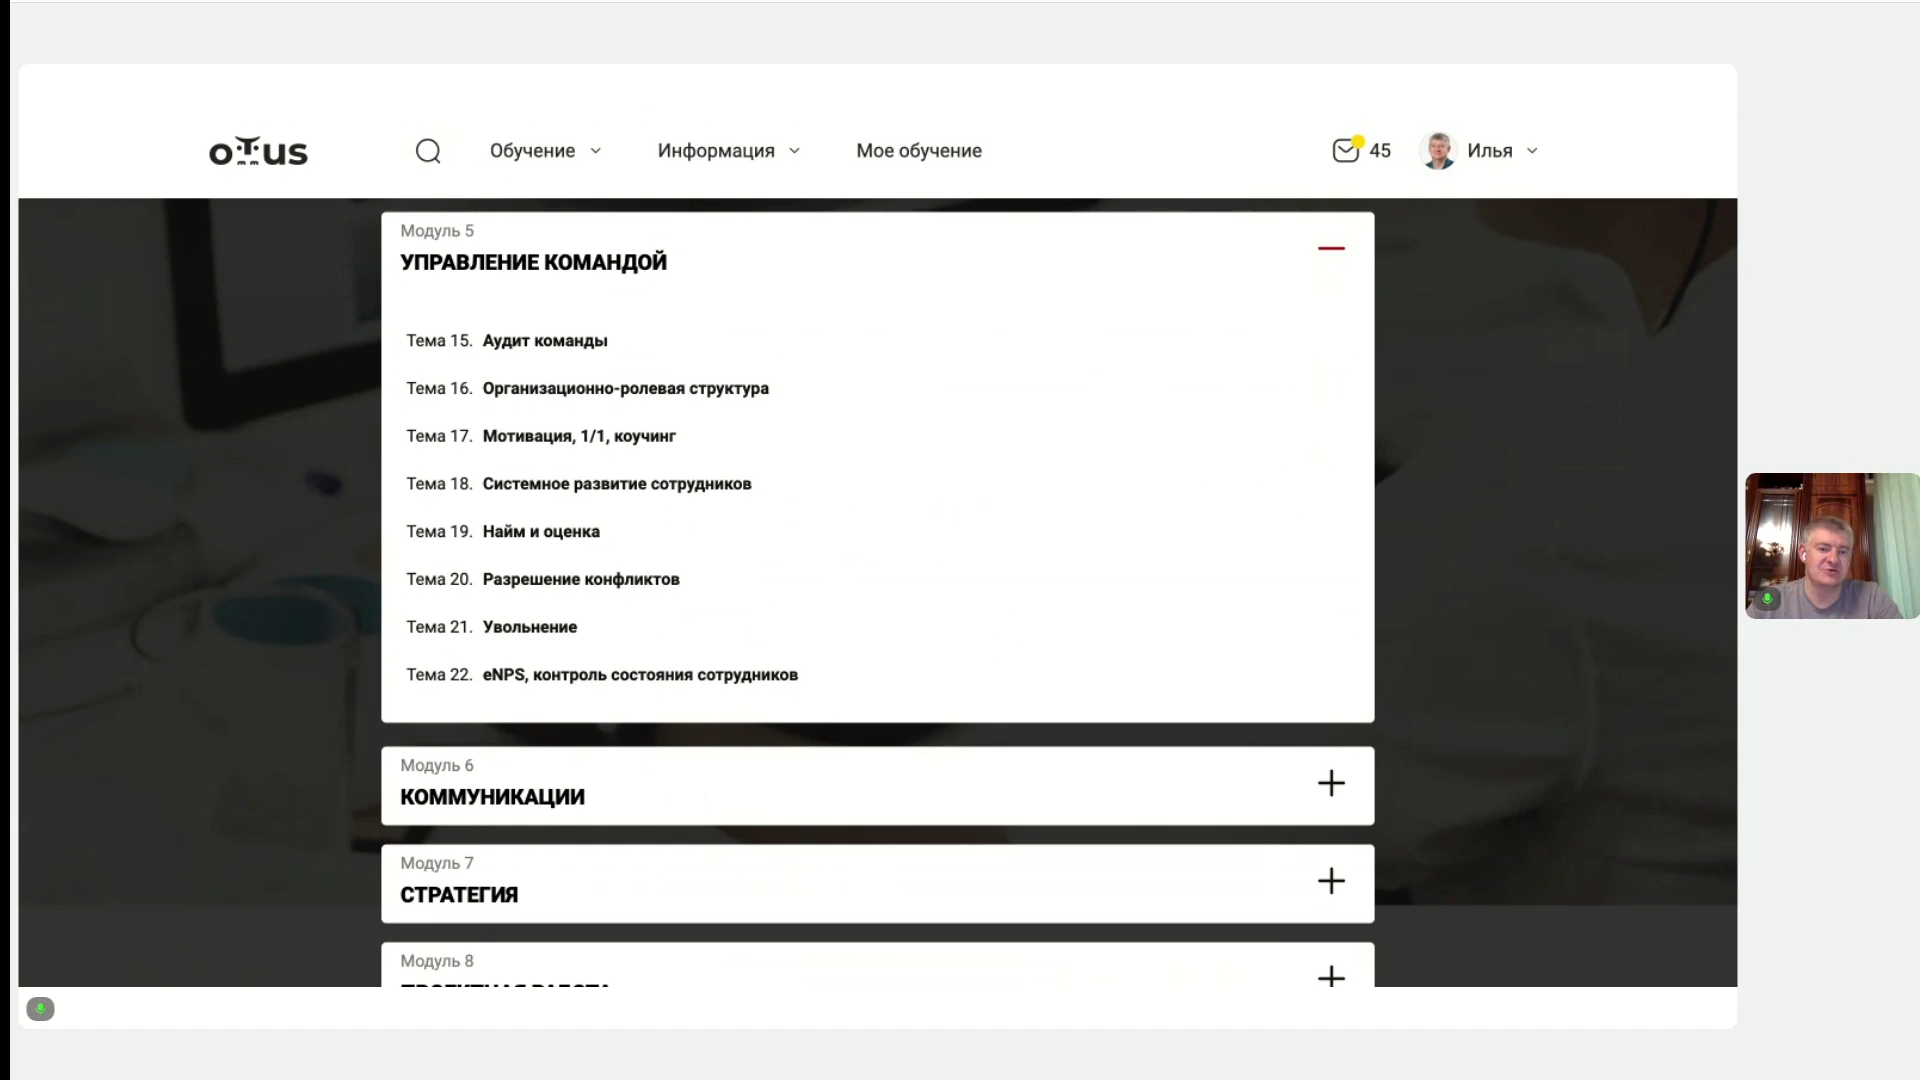 oTus
Обучение
Информация
Мое обучение
45
Илья
Модуль 5
УПРАВЛЕНИЕ КОМАНДОЙ
Тема 15. Аудит команды
Тема 16. Организационно-ролевая структура
Тема 17. Мотивация, 1/1, коучинг
Тема 18. Системное развитие сотрудников
Тема 19. Найм и оценка
Тема 20. Разрешение конфликтов
Тема 21. Увольнение
Тема 22. eNPS, контроль состояния сотрудников
Модуль 6
КОММУНИКАЦИИ
Модуль 7
СТРАТЕГИЯ
Модуль 8
ПРОЕКТНАЯ РАБОТА